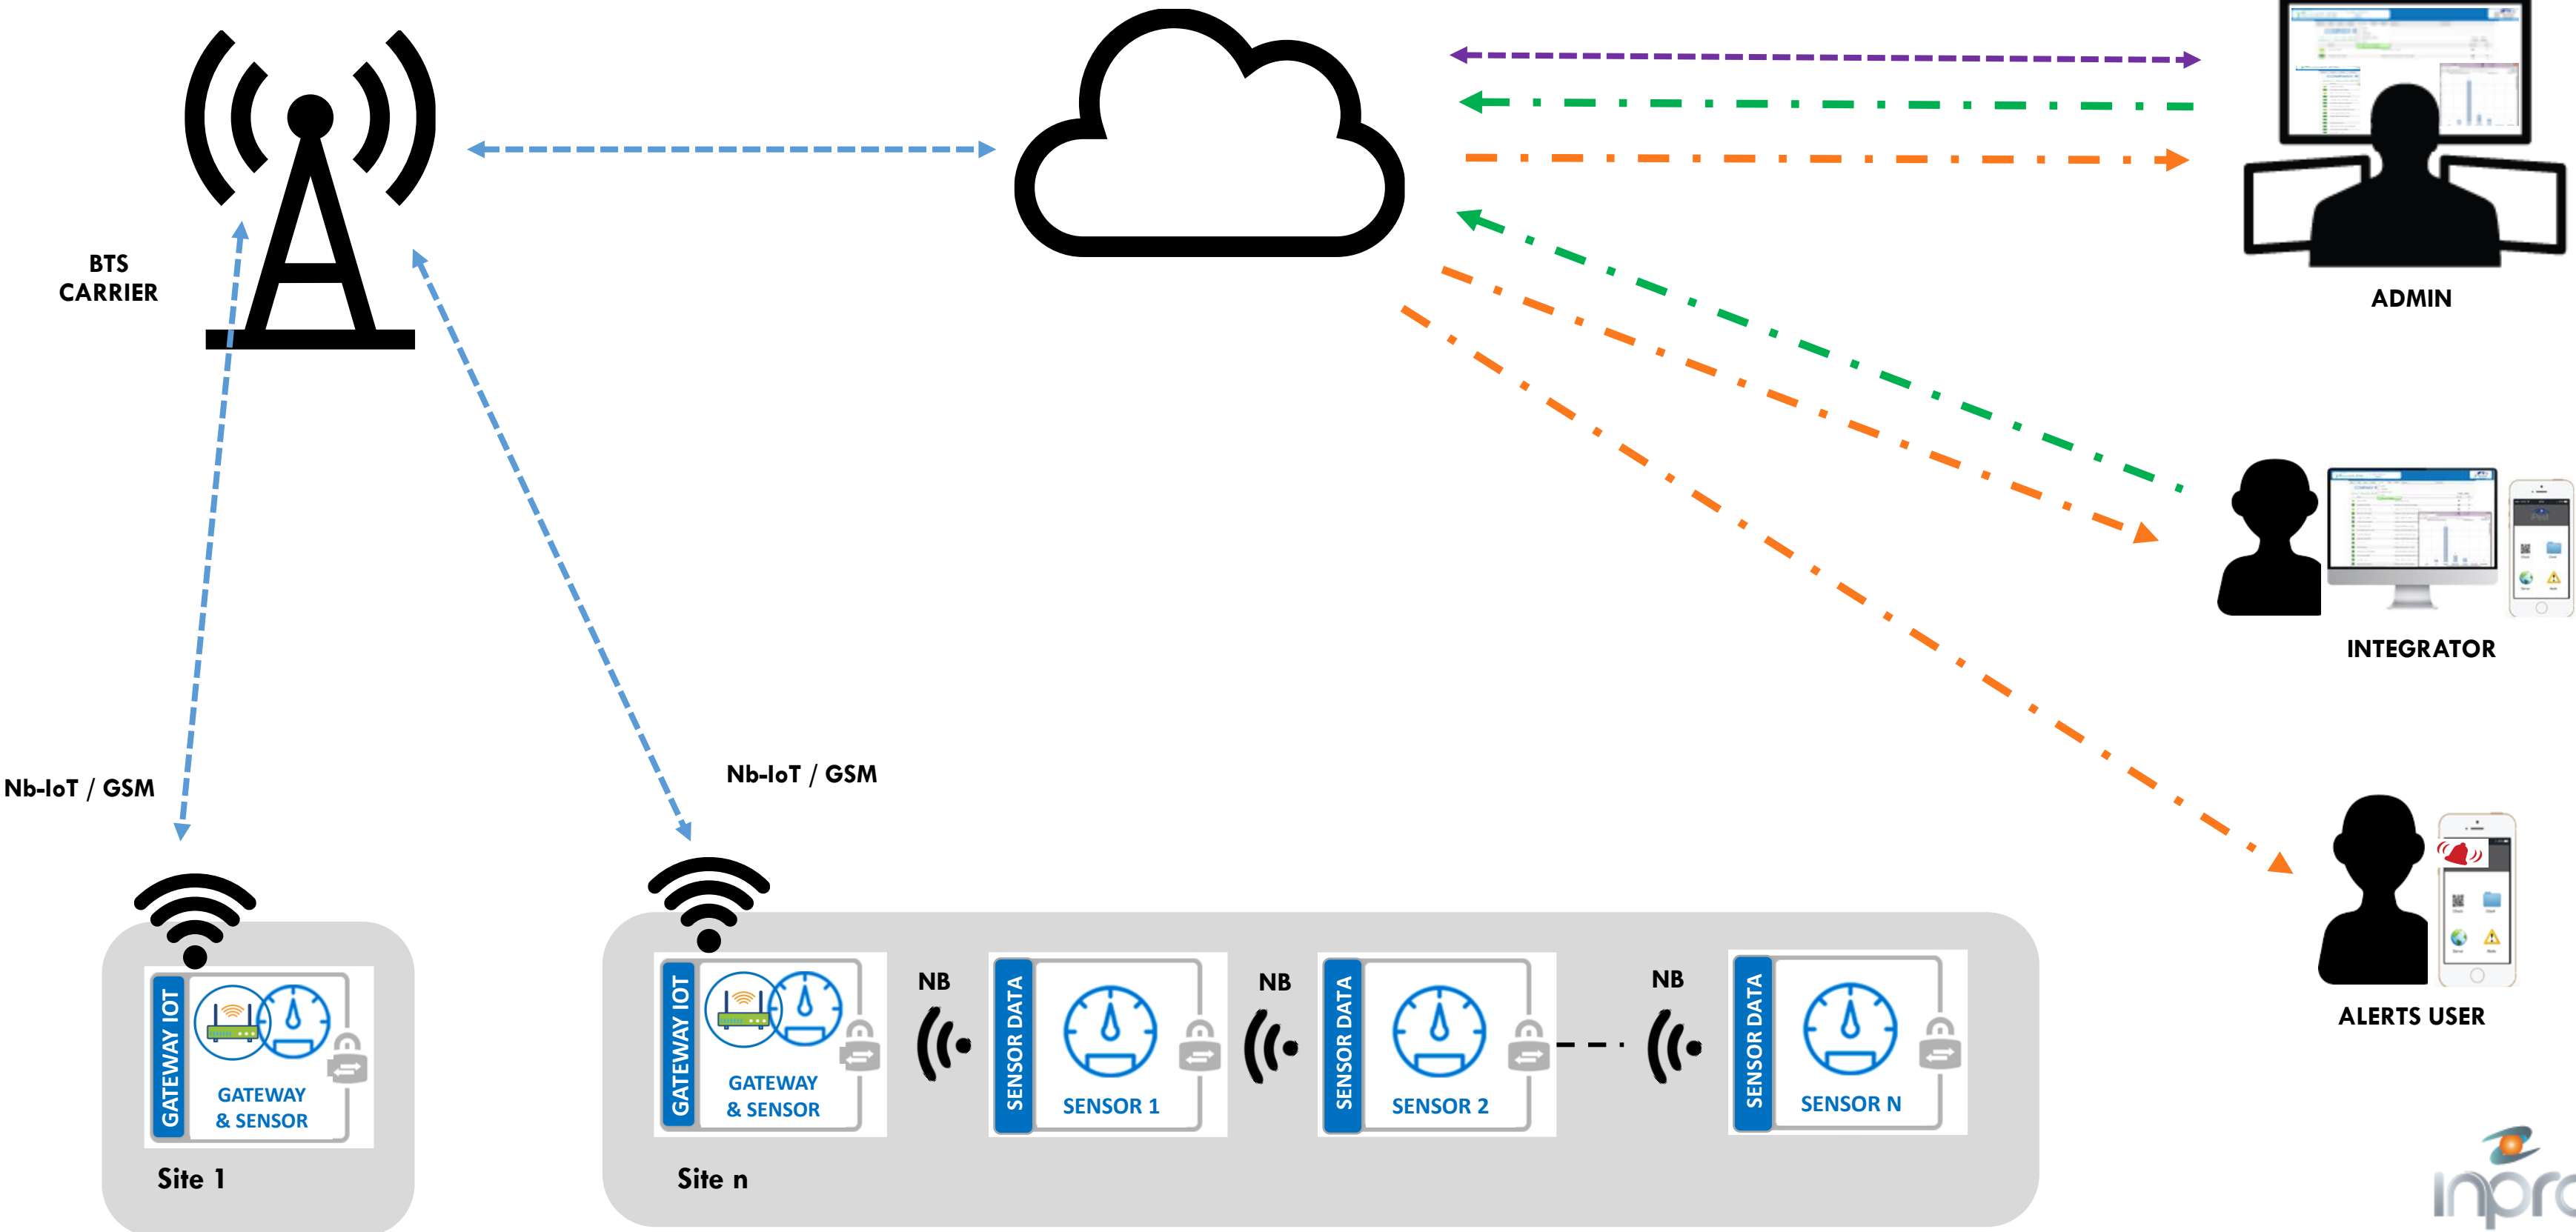 BTS
CARRIER
ADMIN
INTEGRATOR
Nb-IoT / GSM
Nb-IoT / GSM
ALERTS USER
GATEWAY IOT
GATEWAY
& SENSOR
Site 1
GATEWAY IOT
GATEWAY
& SENSOR
NB
SENSOR DATA
SENSOR 1
NB
SENSOR DATA
SENSOR 2
NB
SENSOR DATA
SENSOR N
Site n